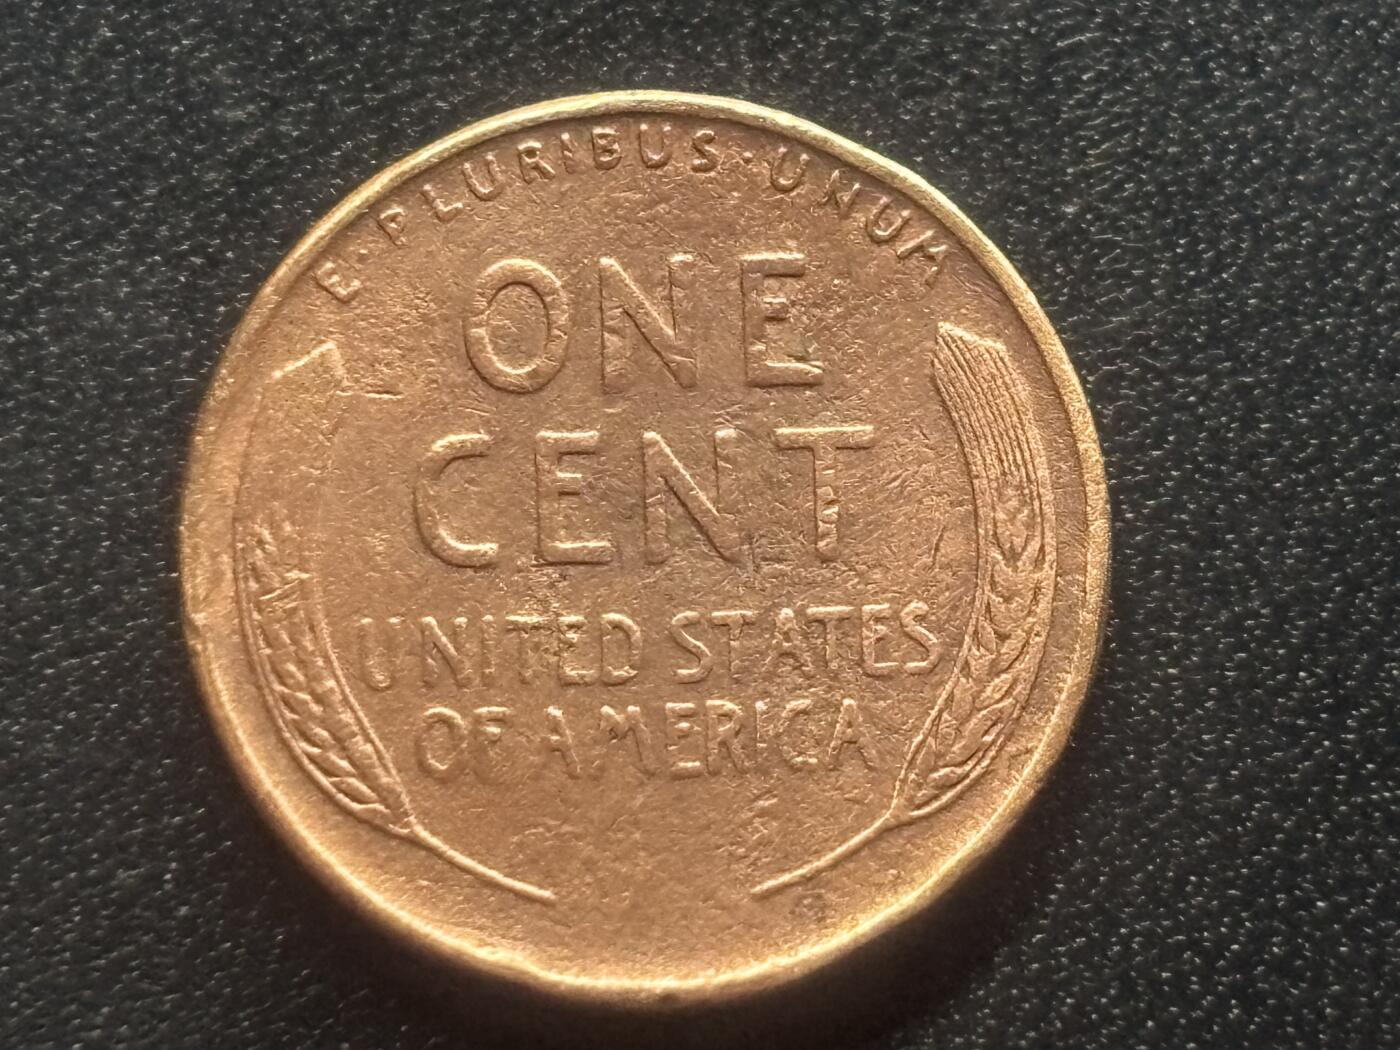 E · PLURIBUS · UNUM
ONE
CENT
UNITED STATES
OF AMERICA